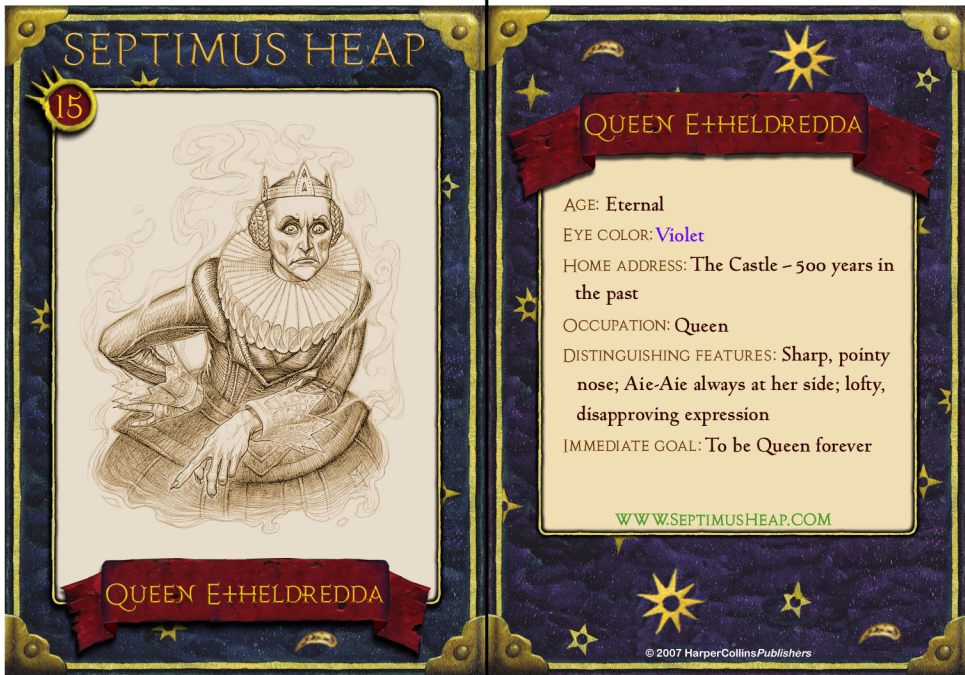 SEPTIMUS HEAP
15
QUEEN ETHELDREDDA
QUEEN ETHELDREDDA
AGE: Eternal
EYE COLOR: Violet
HOME ADDRESS: The Castle – 500 years in
the past
OCCUPATION: Queen
DISTINGUISHING FEATURES: Sharp, pointy
nose; Aie-Aie always at her side; lofty,
disapproving expression
IMMEDIATE GOAL: To be Queen forever
WWW.SEPTIMUSHEAP.COM
© 2007 HarperCollinsPublishers